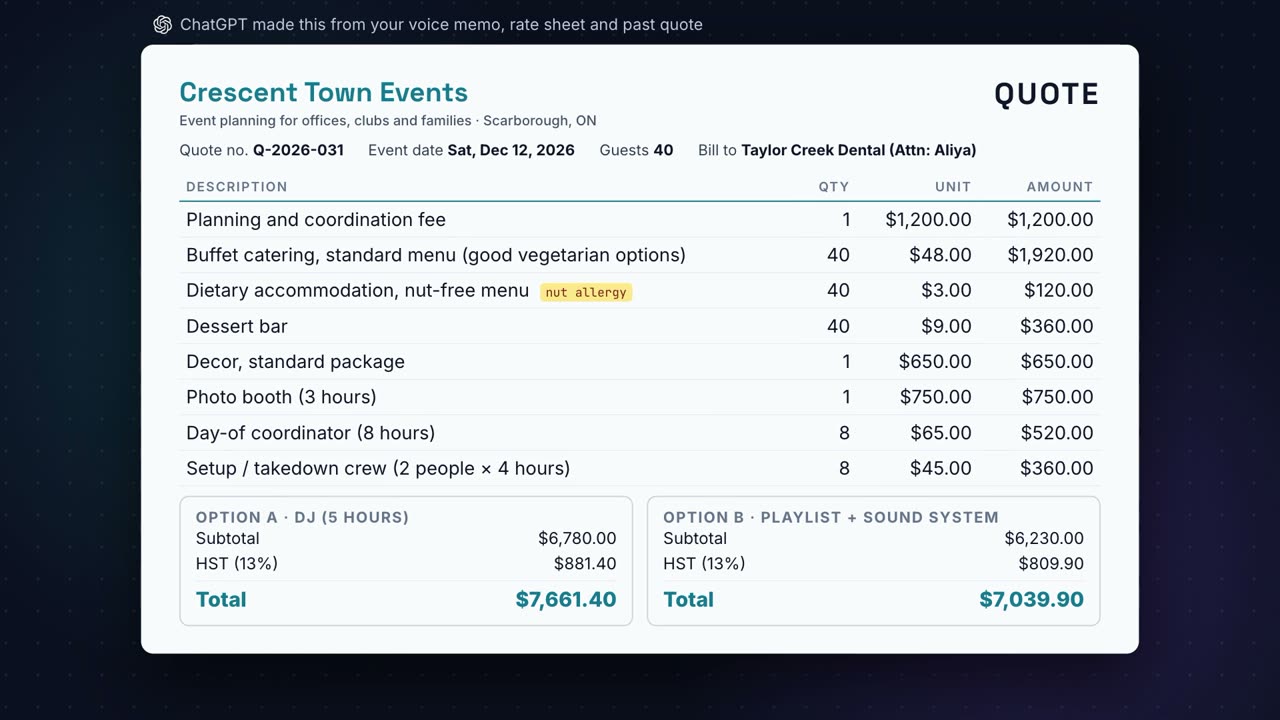 ChatGPT made this from your voice memo, rate sheet and past quote
Crescent Town Events
QUOTE
Event planning for offices, clubs and families · Scarborough, ON
Quote no. Q-2026-031 Event date Sat, Dec 12, 2026 Guests 40 Bill to Taylor Creek Dental (Attn: Aliya)
DESCRIPTION QTY UNIT AMOUNT
Planning and coordination fee 1 $1,200.00 $1,200.00
Buffet catering, standard menu (good vegetarian options) 40 $48.00 $1,920.00
Dietary accommodation, nut-free menu nut allergy 40 $3.00 $120.00
Dessert bar 40 $9.00 $360.00
Decor, standard package 1 $650.00 $650.00
Photo booth (3 hours) 1 $750.00 $750.00
Day-of coordinator (8 hours) 8 $65.00 $520.00
Setup / takedown crew (2 people × 4 hours) 8 $45.00 $360.00
OPTION A · DJ (5 HOURS)
Subtotal $6,780.00
HST (13%) $881.40
Total $7,661.40
OPTION B · PLAYLIST + SOUND SYSTEM
Subtotal $6,230.00
HST (13%) $809.90
Total $7,039.90